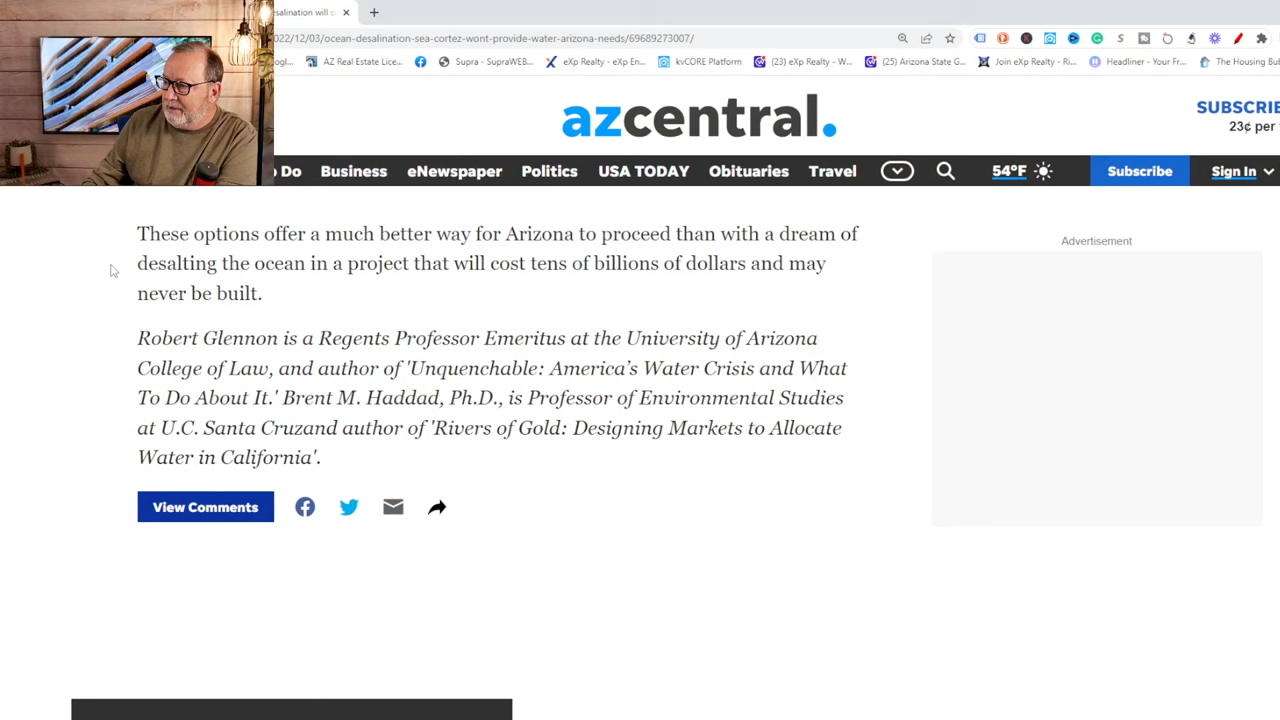 esalination will c
022/12/03/ocean-desalination-sea-cortez-wont-provide-water-arizona-needs/69689273007/
ogl... AZ Real Estate Lice... Supra - SupraWEB... eXp Realty - eXp En... kvCORE Platform (23) eXp Realty - W... (25) Arizona State G... Join eXp Realty - Ri... Headliner - Your Fr... The Housing Bu
azcentral.
SUBSCRIBE
23¢ per
Do Business eNewspaper Politics USA TODAY Obituaries Travel 54°F Subscribe Sign In
These options offer a much better way for Arizona to proceed than with a dream of
desalting the ocean in a project that will cost tens of billions of dollars and may
never be built.
Advertisement
Robert Glennon is a Regents Professor Emeritus at the University of Arizona
College of Law, and author of 'Unquenchable: America's Water Crisis and What
To Do About It.' Brent M. Haddad, Ph.D., is Professor of Environmental Studies
at U.C. Santa Cruzand author of 'Rivers of Gold: Designing Markets to Allocate
Water in California'.
View Comments